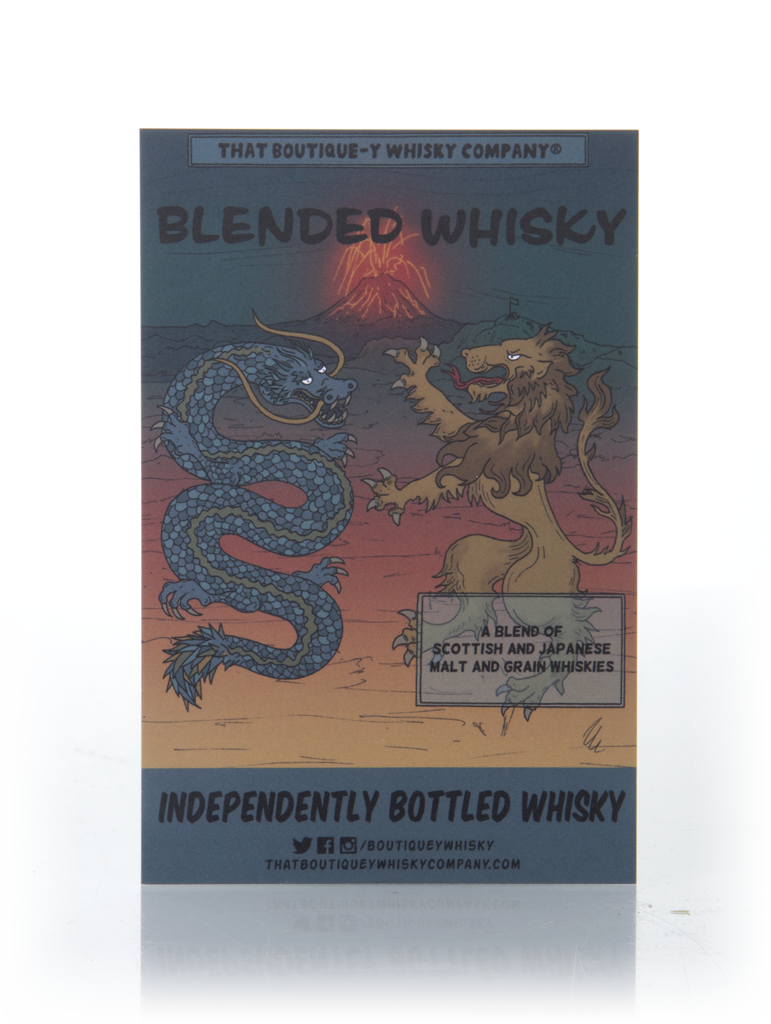 THAT BOUTIQUE-Y WHISKY COMPANY®
BLENDED WHISKY
A BLEND OF
SCOTTISH AND JAPANESE
MALT AND GRAIN WHISKIES
INDEPENDENTLY BOTTLED WHISKY
/BOUTIQUEYWHISKY
THATBOUTIQUEYWHISKYCOMPANY.COM